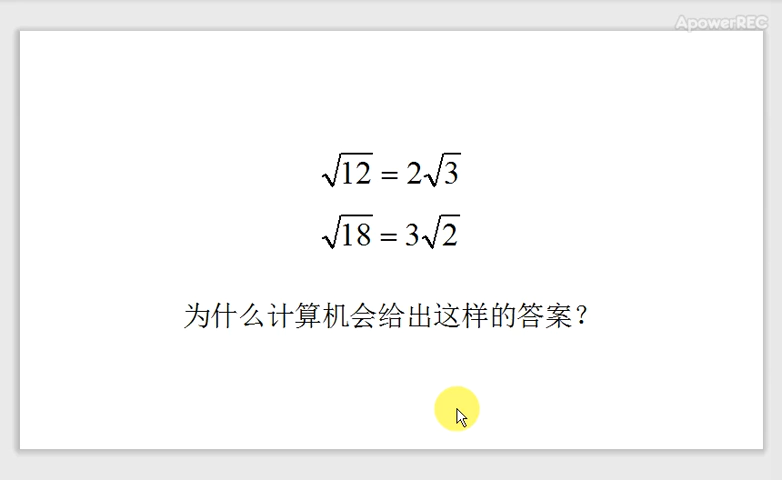 ApowerREC
√12 = 2√3
√18 = 3√2
为什么计算机会给出这样的答案？